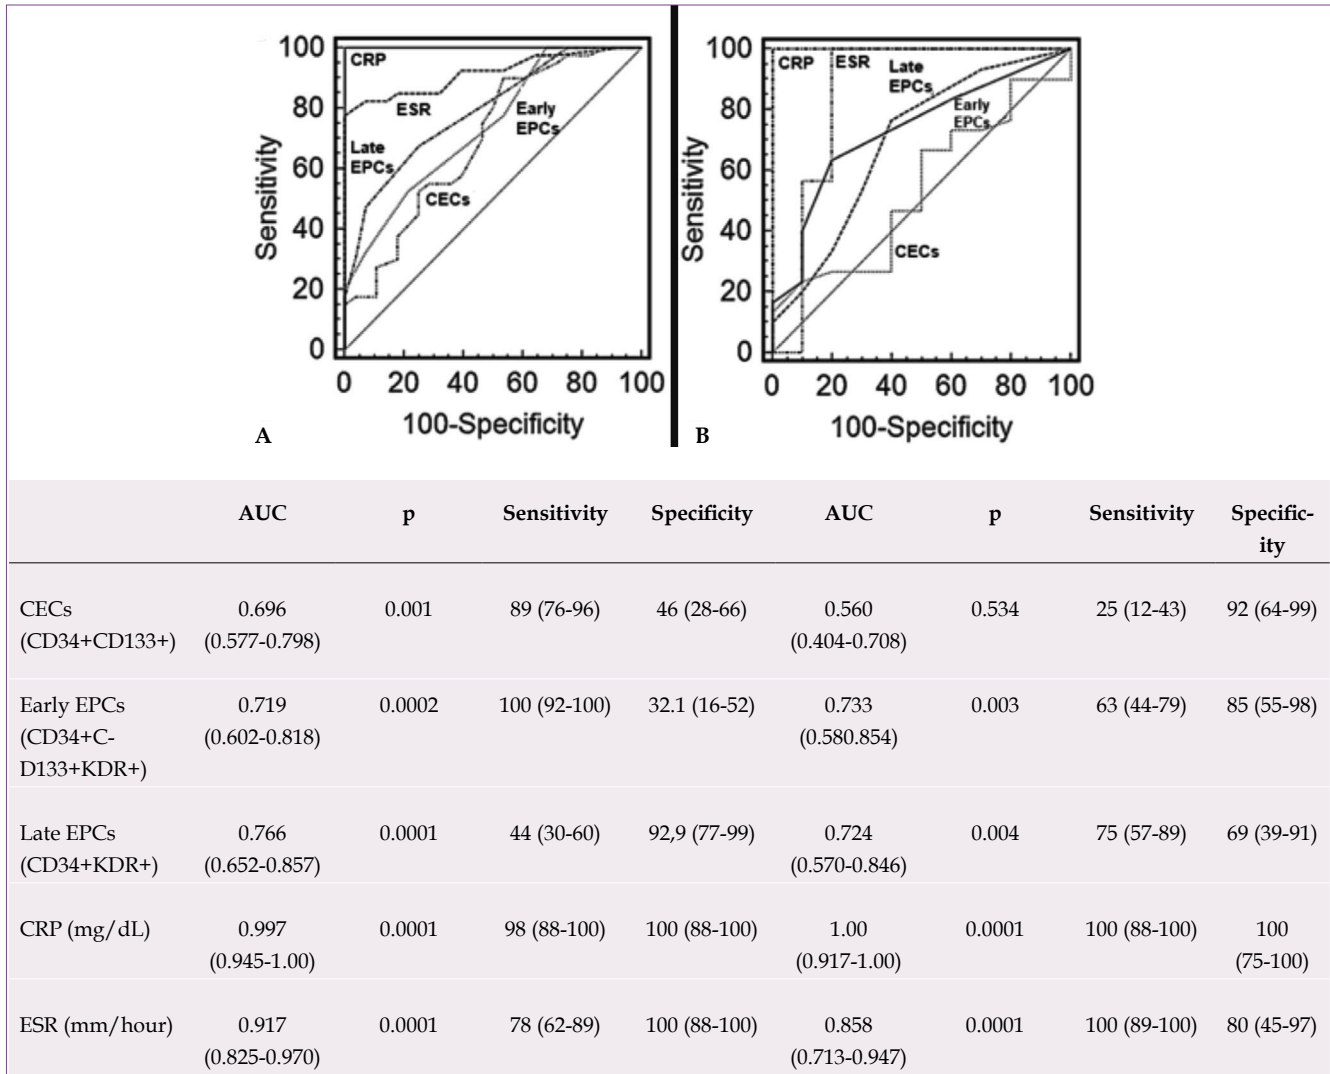 100
80
60
40
20
0
Sensitivity
CRP
ESR
Late
EPCs
Early
EPCs
CECs
0 20 40 60 80 100
100-Specificity
A
100
80
60
40
20
0
Sensitivity
CRP
ESR
Late
EPCs
Early
EPCs
CECs
0 20 40 60 80 100
100-Specificity
B
AUC p Sensitivity Specificity AUC p Sensitivity Specific-
ity
CECs 0.696 0.001 89 (76-96) 46 (28-66) 0.560 0.534 25 (12-43) 92 (64-99)
(CD34+CD133+) (0.577-0.798) (0.404-0.708)
Early EPCs 0.719 0.0002 100 (92-100) 32.1 (16-52) 0.733 0.003 63 (44-79) 85 (55-98)
(CD34+C- (0.602-0.818) (0.580.854)
D133+KDR+)
Late EPCs 0.766 0.0001 44 (30-60) 92,9 (77-99) 0.724 0.004 75 (57-89) 69 (39-91)
(CD34+KDR+) (0.652-0.857) (0.570-0.846)
CRP (mg/dL) 0.997 0.0001 98 (88-100) 100 (88-100) 1.00 0.0001 100 (88-100) 100
(0.945-1.00) (0.917-1.00) (75-100)
ESR (mm/hour) 0.917 0.0001 78 (62-89) 100 (88-100) 0.858 0.0001 100 (89-100) 80 (45-97)
(0.825-0.970) (0.713-0.947)